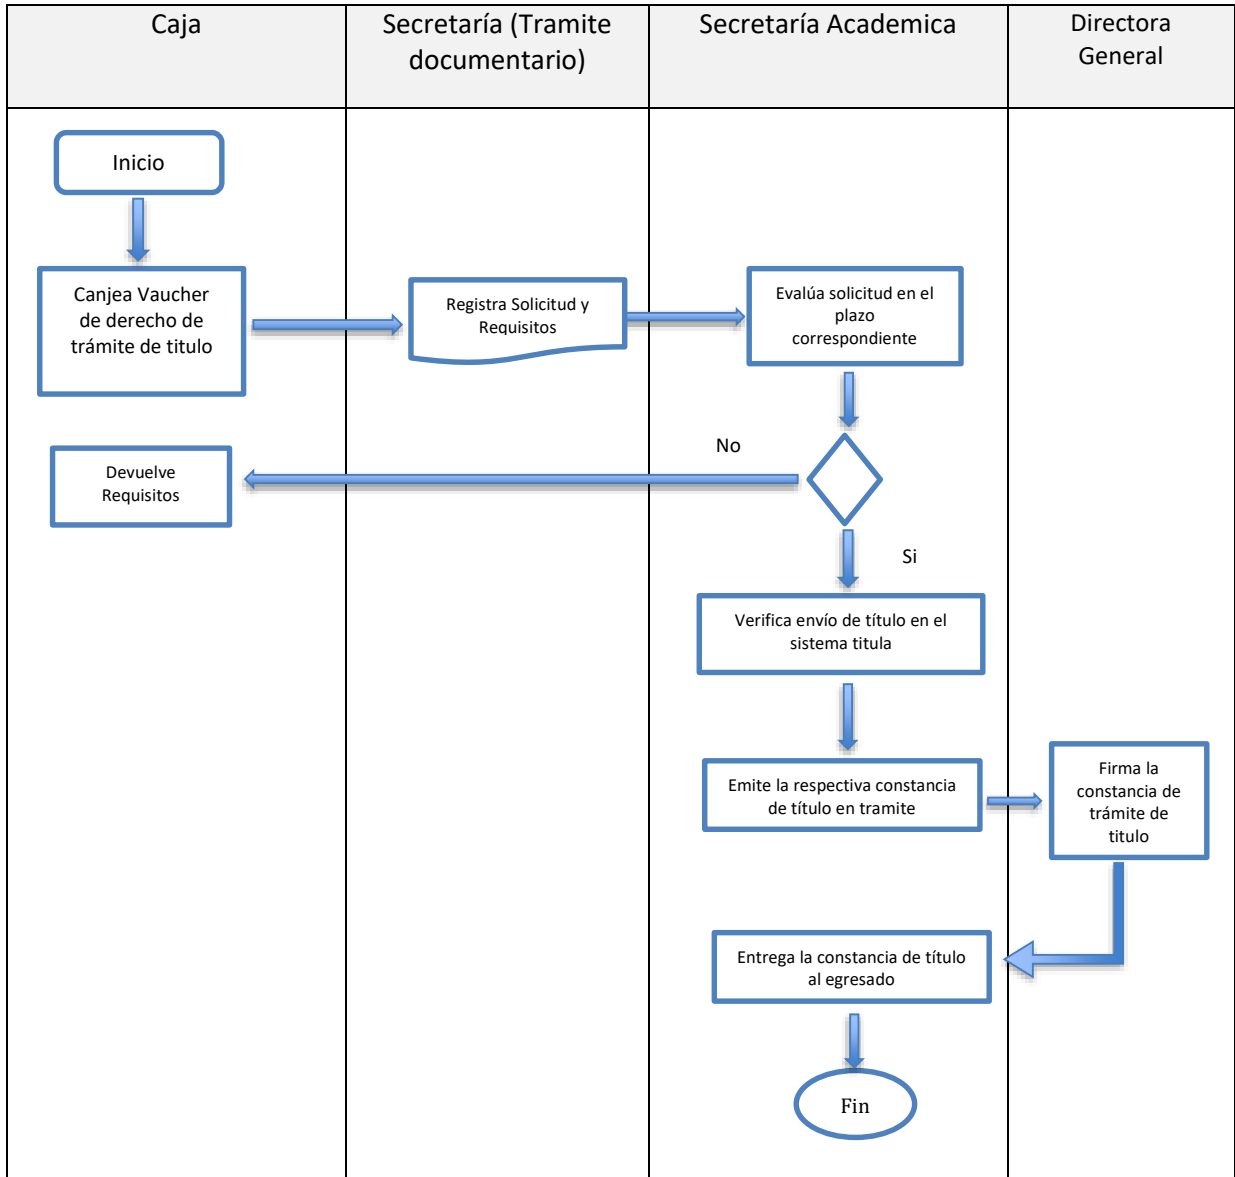 Caja
Secretaría (Tramite
documentario)
Secretaría Academica
Directora
General
Inicio
Canjea Vaucher
de derecho de
trámite de titulo
Registra Solicitud y
Requisitos
Evalúa solicitud en el
plazo
correspondiente
No
Devuelve
Requisitos
Si
Verifica envío de título en el
sistema titula
Emite la respectiva constancia
de título en tramite
Firma la
constancia de
trámite de
titulo
Entrega la constancia de título
al egresado
Fin